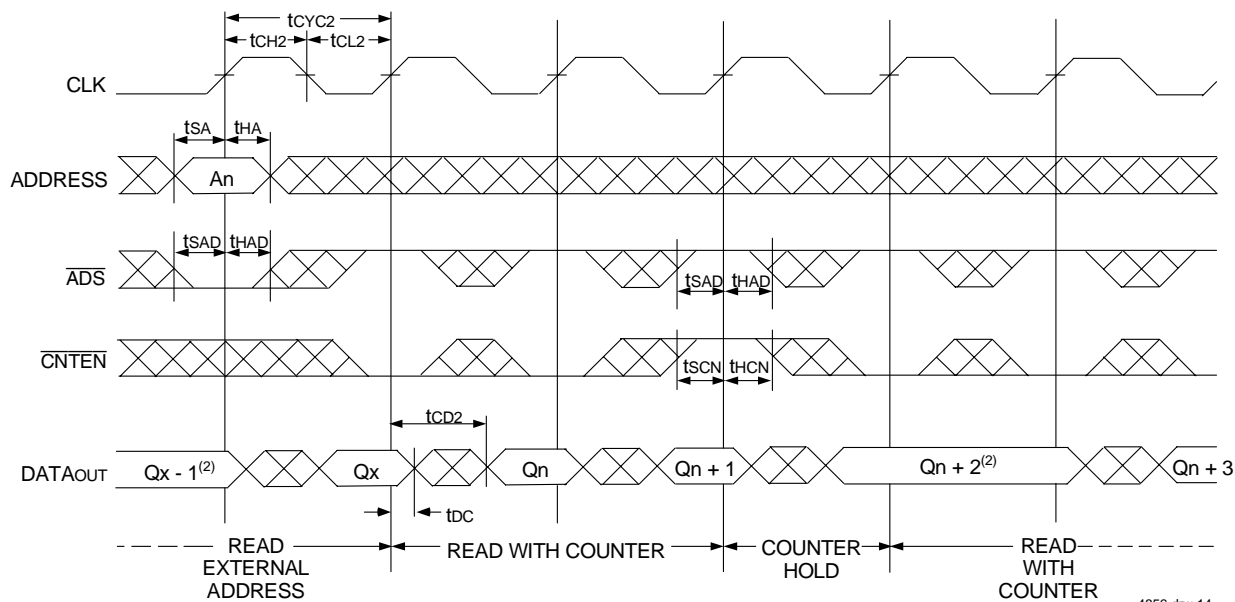 tCYC2
tCH2 tCL2
CLK
tSA tHA
ADDRESS An
tSAD tHAD
ADS tSAD tHAD
CNTEN
tSCN tHCN
tCD2
DATAOUT Qx - 1(2) Qx Qn Qn + 1 Qn + 2(2) Qn + 3
tDC
READ EXTERNAL ADDRESS
READ WITH COUNTER
COUNTER HOLD
READ WITH COUNTER